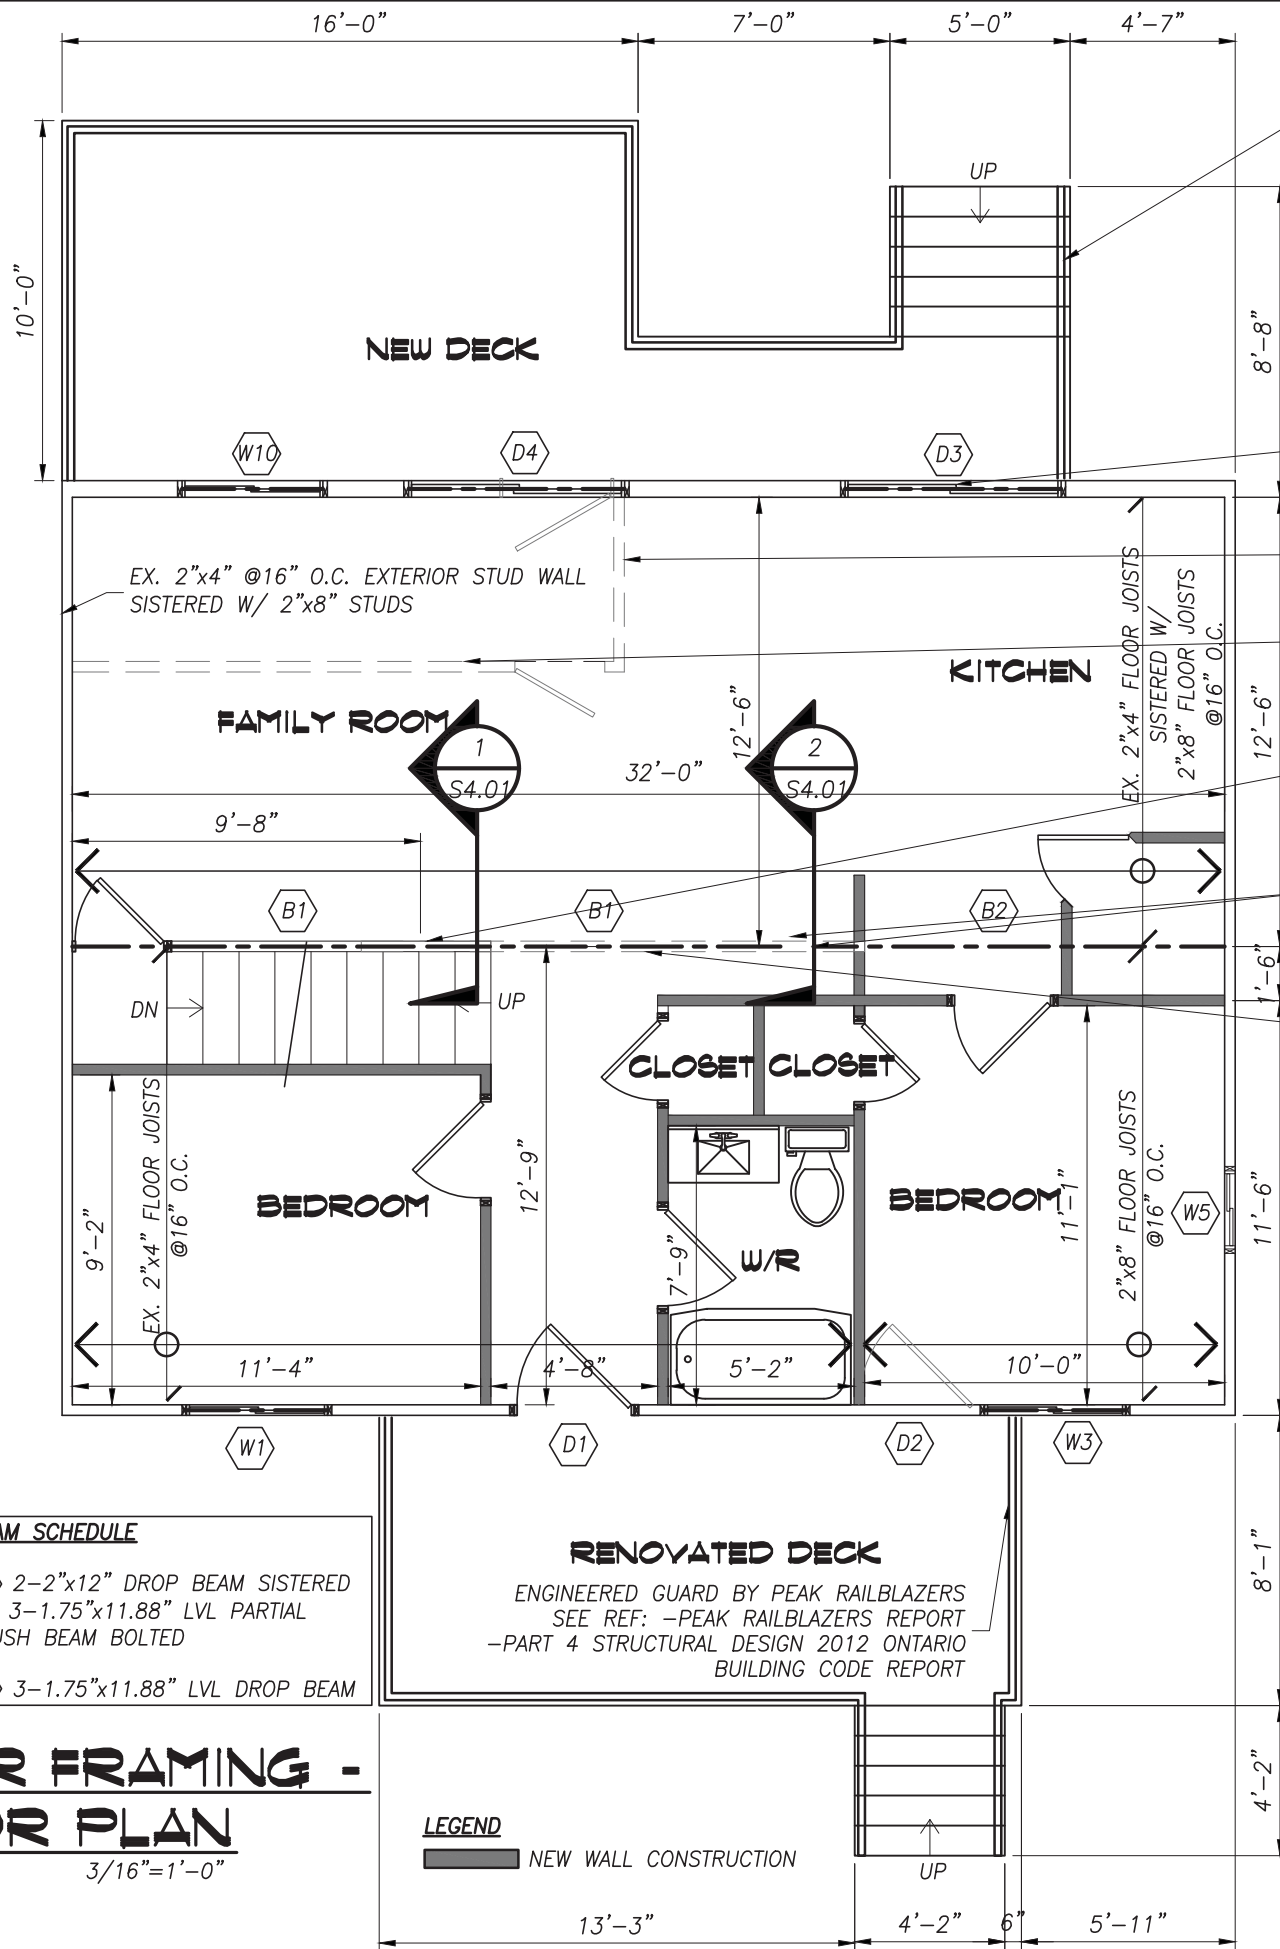 16'-0"
7'-0"
5'-0"
4'-7"
UP
10'-0"
8'-8"
NEW DECK
W10
D4
D3
EX. 2"x4" @16" O.C. EXTERIOR STUD WALL
SISTERED W/ 2"x8" STUDS
EX. 2"x4" FLOOR JOISTS
SISTERED W/
2"x8" FLOOR JOISTS
@16" O.C.
KITCHEN
FAMILY ROOM
12'-6"
12'-6"
1
S4.01
2
S4.01
32'-0"
9'-8"
B1
B1
B2
1'-6"
DN
UP
CLOSET
CLOSET
EX. 2"x4" FLOOR JOISTS
@16" O.C.
12'-9"
2"x8" FLOOR JOISTS
@16" O.C.
BEDROOM
BEDROOM
9'-2"
7'-9"
W/R
11'-1"
W5
11'-6"
11'-4"
4'-8"
5'-2"
10'-0"
W1
D1
D2
W3
AM SCHEDULE
2-2"x12" DROP BEAM SISTERED
3-1.75"x11.88" LVL PARTIAL
USH BEAM BOLTED
3-1.75"x11.88" LVL DROP BEAM
RENOVATED DECK
ENGINEERED GUARD BY PEAK RAILBLAZERS
SEE REF: -PEAK RAILBLAZERS REPORT
-PART 4 STRUCTURAL DESIGN 2012 ONTARIO
BUILDING CODE REPORT
8'-1"
R FRAMING -
OR PLAN
3/16"=1'-0"
LEGEND
NEW WALL CONSTRUCTION
UP
4'-2"
13'-3"
4'-2"
6"
5'-11"